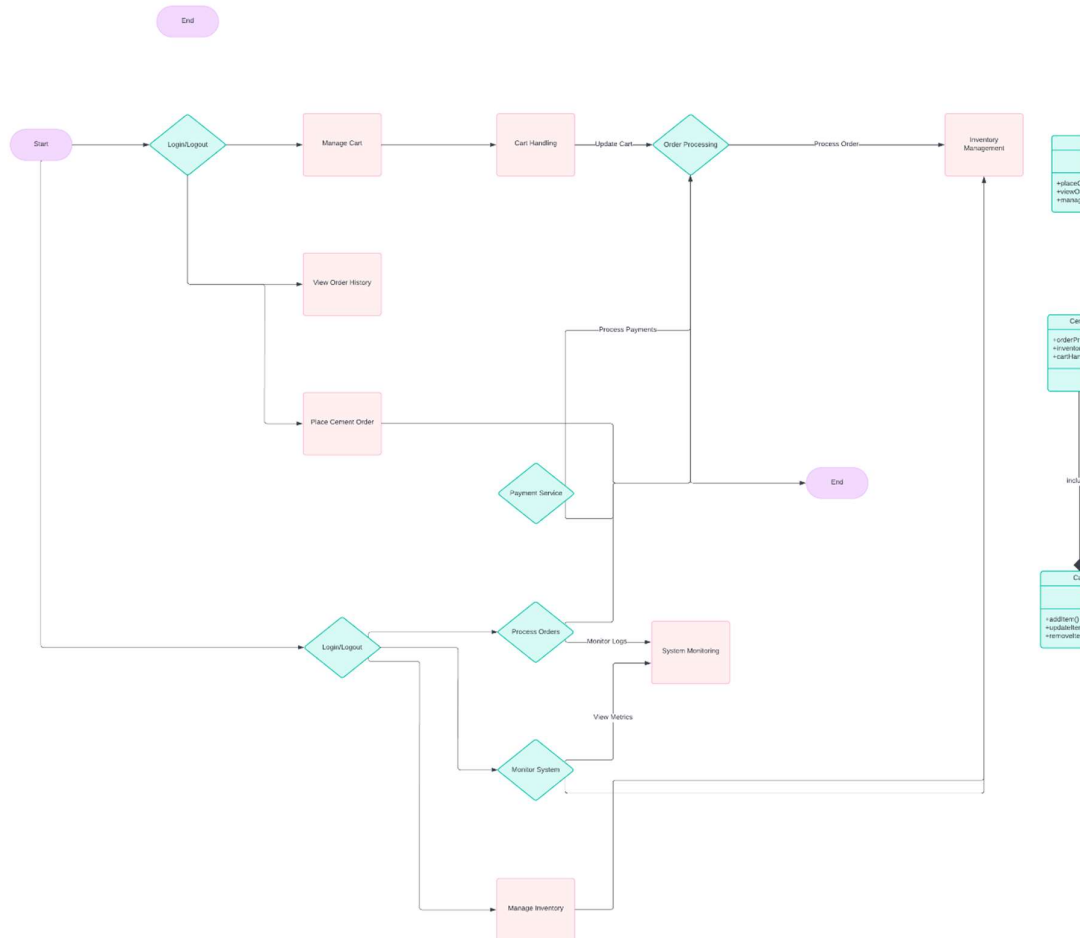 End
Start
Login/Logout
Manage Cart
Cart Handling
Update Cart
Order Processing
Process Order
Inventory
Management
View Order History
Process Payments
Place Cement Order
Payment Service
End
Login/Logout
Process Orders
Monitor Logs
System Monitoring
View Metrics
Monitor System
Manage Inventory
+viewO
+manag
+orderPr
+invento
+cartHan
inclu
+addItem()
+updateIte
+removeIte